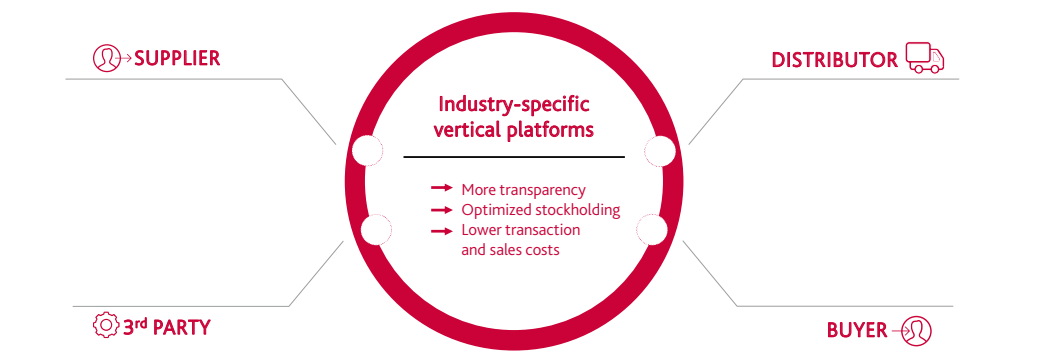 SUPPLIER
DISTRIBUTOR
Industry-specific
vertical platforms
More transparency
Optimized stockholding
Lower transaction
and sales costs
3rd PARTY
BUYER